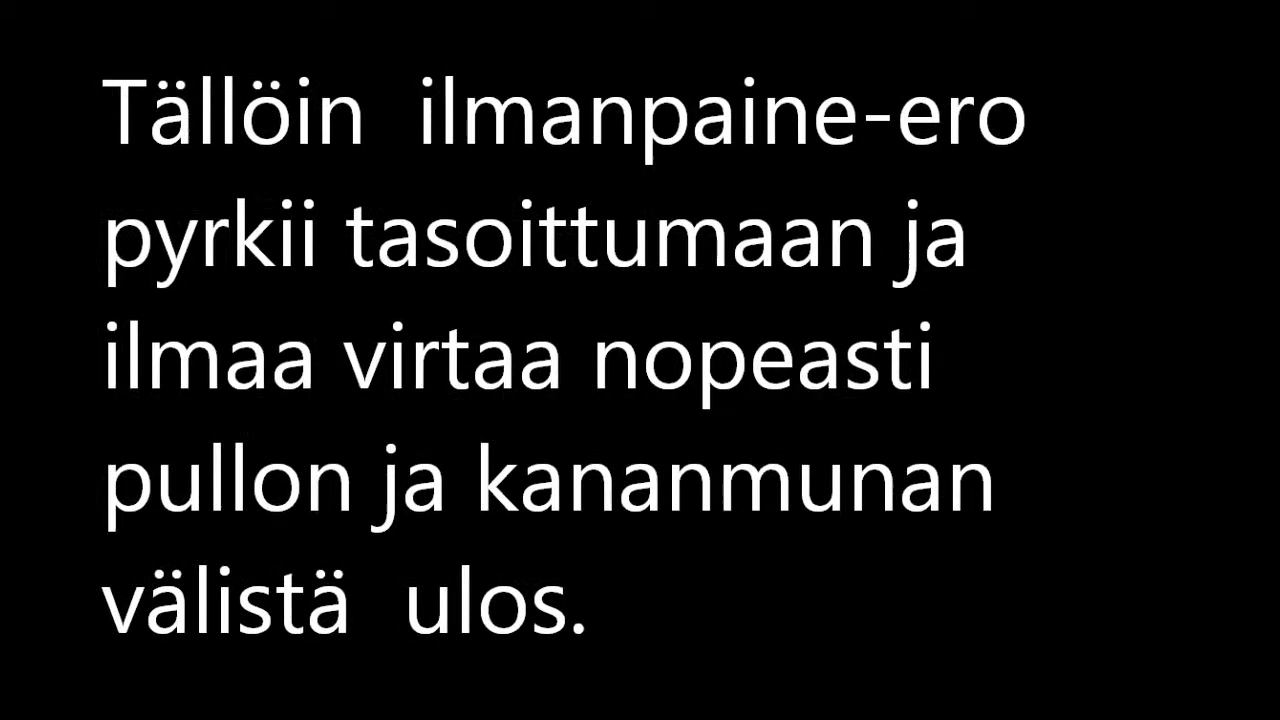 Tällöin  ilmanpaine-ero
pyrkii tasoittumaan ja
ilmaa virtaa nopeasti
pullon ja kananmunan
välistä  ulos.